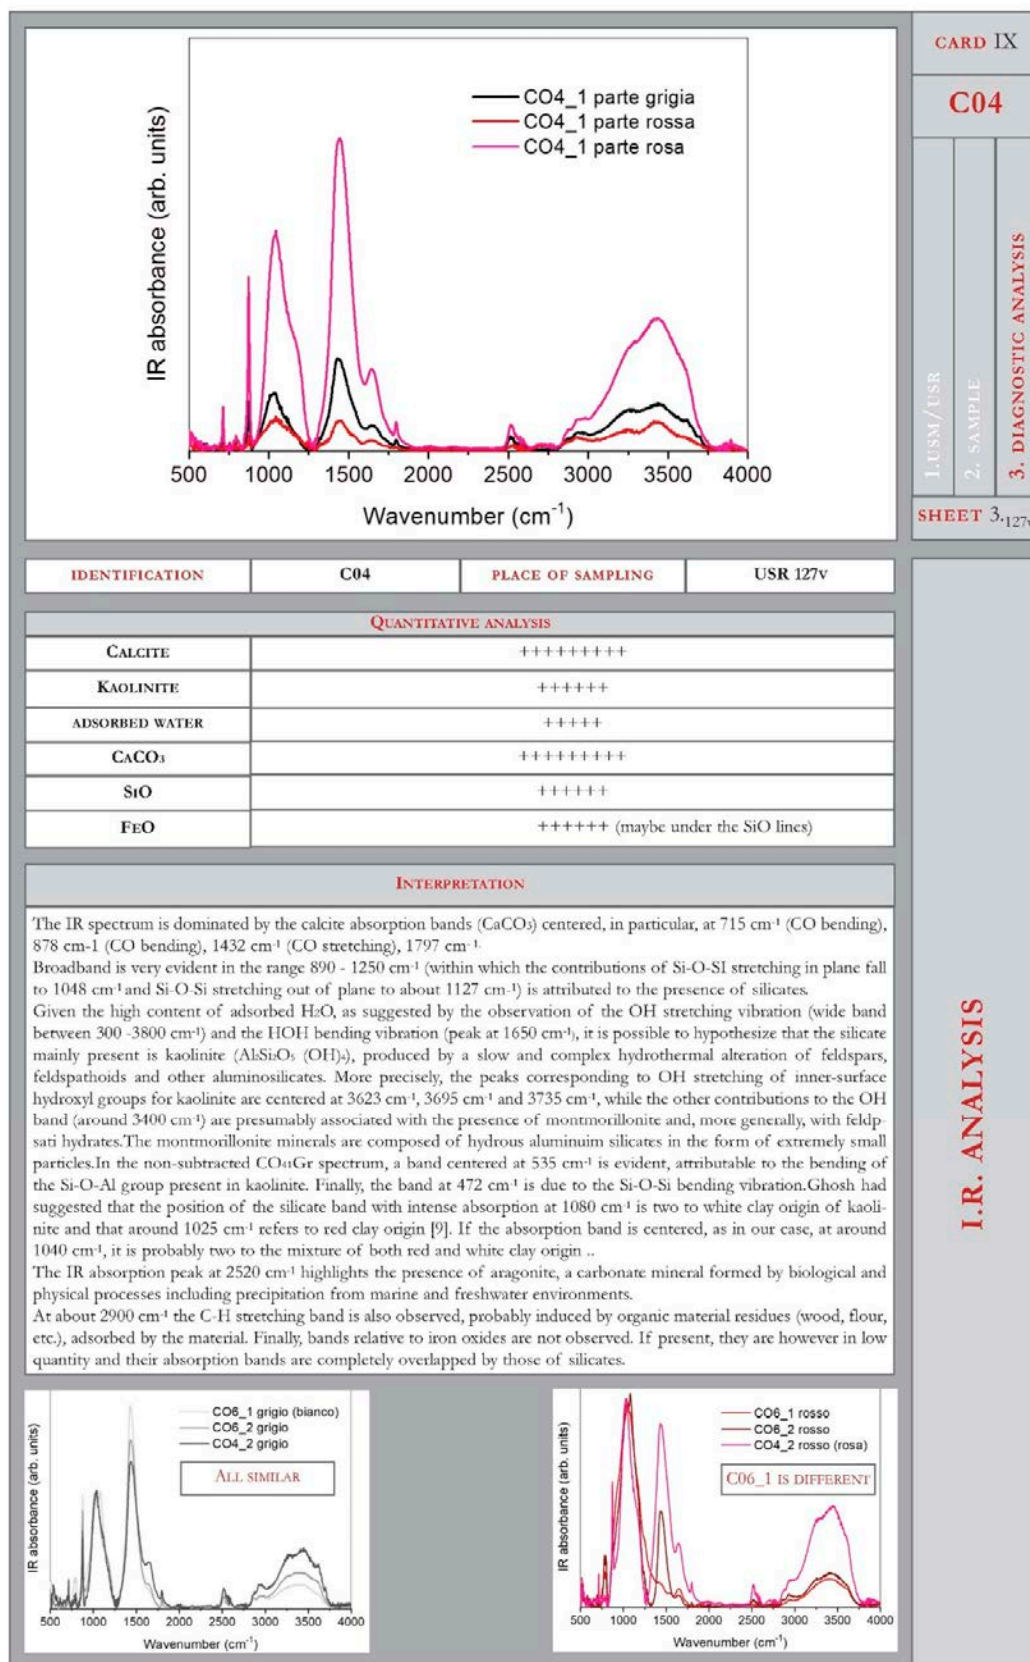 CARD IX
C04
1.USM/USR
2. SAMPLE
3. DIAGNOSTIC ANALYSIS
SHEET 3.127v
IR absorbance (arb. units)
CO4_1 parte grigia
CO4_1 parte rossa
CO4_1 parte rosa
500 1000 1500 2000 2500 3000 3500 4000
Wavenumber (cm-1)
IDENTIFICATION C04 PLACE OF SAMPLING USR 127V
QUANTITATIVE ANALYSIS
CALCITE +++++++++
KAOLINITE ++++++
ADSORBED WATER +++++
CACO3 +++++++++
SIO ++++++
FEO ++++++ (maybe under the SiO lines)
INTERPRETATION
The IR spectrum is dominated by the calcite absorption bands (CaCO3) centered, in particular, at 715 cm-1 (CO bending),
878 cm-1 (CO bending), 1432 cm-1 (CO stretching), 1797 cm-1.
Broadband is very evident in the range 890 - 1250 cm-1 (within which the contributions of Si-O-SI stretching in plane fall
to 1048 cm-1 and Si-O-Si stretching out of plane to about 1127 cm-1) is attributed to the presence of silicates.
Given the high content of adsorbed H2O, as suggested by the observation of the OH stretching vibration (wide band
between 300 -3800 cm-1) and the HOH bending vibration (peak at 1650 cm-1), it is possible to hypothesize that the silicate
mainly present is kaolinite (Al2Si2O5 (OH)4), produced by a slow and complex hydrothermal alteration of feldspars,
feldspathoids and other aluminosilicates. More precisely, the peaks corresponding to OH stretching of inner-surface
hydroxyl groups for kaolinite are centered at 3623 cm-1, 3695 cm-1 and 3735 cm-1, while the other contributions to the OH
band (around 3400 cm-1) are presumably associated with the presence of montmorillonite and, more generally, with feldp-
sati hydrates.The montmorillonite minerals are composed of hydrous aluminuim silicates in the form of extremely small
particles.In the non-subtracted CO41Gr spectrum, a band centered at 535 cm-1 is evident, attributable to the bending of
the Si-O-Al group present in kaolinite. Finally, the band at 472 cm-1 is due to the Si-O-Si bending vibration.Ghosh had
suggested that the position of the silicate band with intense absorption at 1080 cm-1 is two to white clay origin of kaoli-
nite and that around 1025 cm-1 refers to red clay origin [9]. If the absorption band is centered, as in our case, at around
1040 cm-1, it is probably two to the mixture of both red and white clay origin ..
The IR absorption peak at 2520 cm-1 highlights the presence of aragonite, a carbonate mineral formed by biological and
physical processes including precipitation from marine and freshwater environments.
At about 2900 cm-1 the C-H stretching band is also observed, probably induced by organic material residues (wood, flour,
etc.), adsorbed by the material. Finally, bands relative to iron oxides are not observed. If present, they are however in low
quantity and their absorption bands are completely overlapped by those of silicates.
I.R. ANALYSIS
IR absorbance (arb. units)
CO6_1 grigio (bianco)
CO6_2 grigio
CO4_2 grigio
ALL SIMILAR
500 1000 1500 2000 2500 3000 3500 4000
Wavenumber (cm-1)
IR absorbance (arb. units)
CO6_1 rosso
CO6_2 rosso
CO4_2 rosso (rosa)
C06_1 IS DIFFERENT
500 1000 1500 2000 2500 3000 3500 4000
Wavenumber (cm-1)